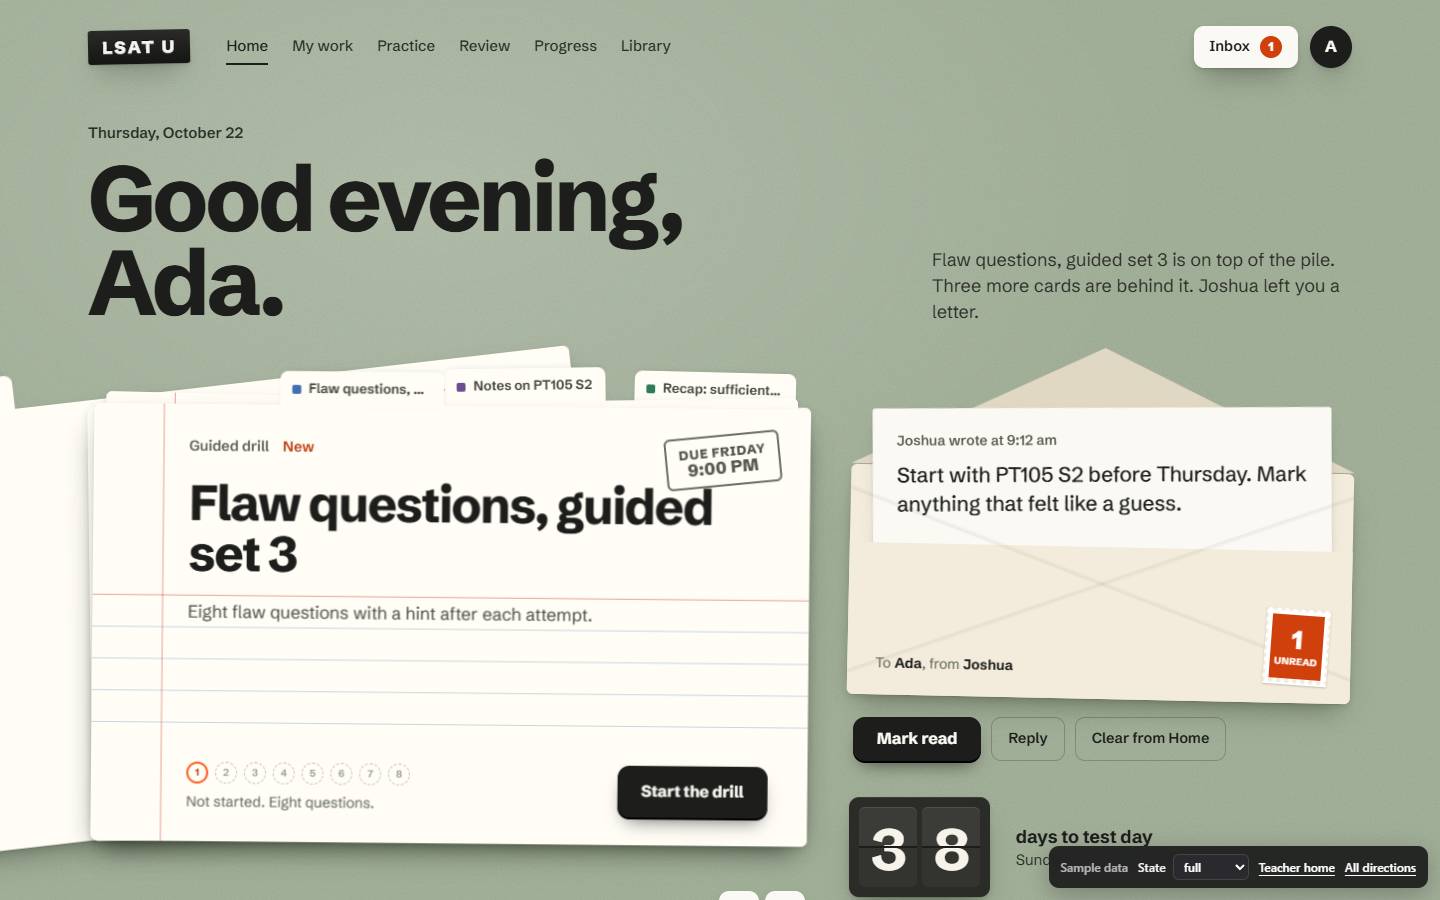 LSAT U
Home
My work
Practice
Review
Progress
Library
Inbox 1
A
Thursday, October 22
Good evening,
Ada.
Flaw questions, guided set 3 is on top of the pile.
Three more cards are behind it. Joshua left you a
letter.
Flaw questions, ...
Notes on PT105 S2
Recap: sufficient...
Guided drill New
DUE FRIDAY
9:00 PM
Flaw questions, guided
set 3
Eight flaw questions with a hint after each attempt.
1 2 3 4 5 6 7 8
Not started. Eight questions.
Start the drill
Joshua wrote at 9:12 am
Start with PT105 S2 before Thursday. Mark
anything that felt like a guess.
To Ada, from Joshua
1
UNREAD
Mark read
Reply
Clear from Home
38
days to test day
Sample data State full Teacher home All directions